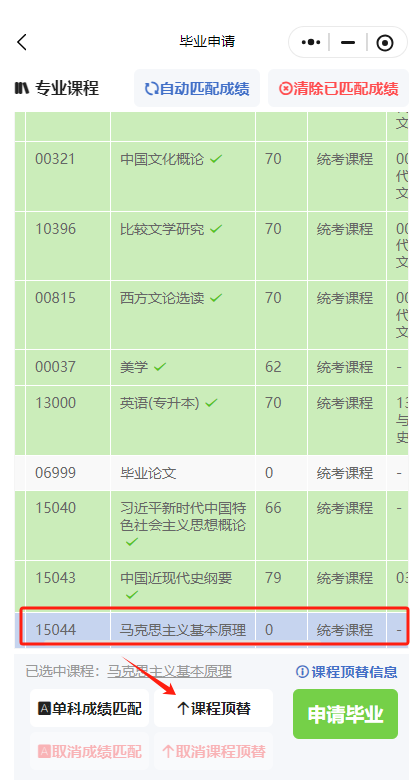 毕业申请
专业课程 自动匹配成绩 清除已匹配成绩
文
00321 中国文化概论 70 统考课程 00
代
文
10396 比较文学研究 70 统考课程 00
代
文
00815 西方文论选读 70 统考课程 00
代
文
00037 美学 62 统考课程 -
13000 英语(专升本) 70 统考课程 13
与
史
06999 毕业论文 0 统考课程 -
15040 习近平新时代中国特 66 统考课程 -
色社会主义思想概论
15043 中国近现代史纲要 79 统考课程 03
15044 马克思主义基本原理 0 统考课程 -
已选中课程：马克思主义基本原理 课程顶替信息
A单科成绩匹配 课程顶替 申请毕业
A取消成绩匹配 取消课程顶替